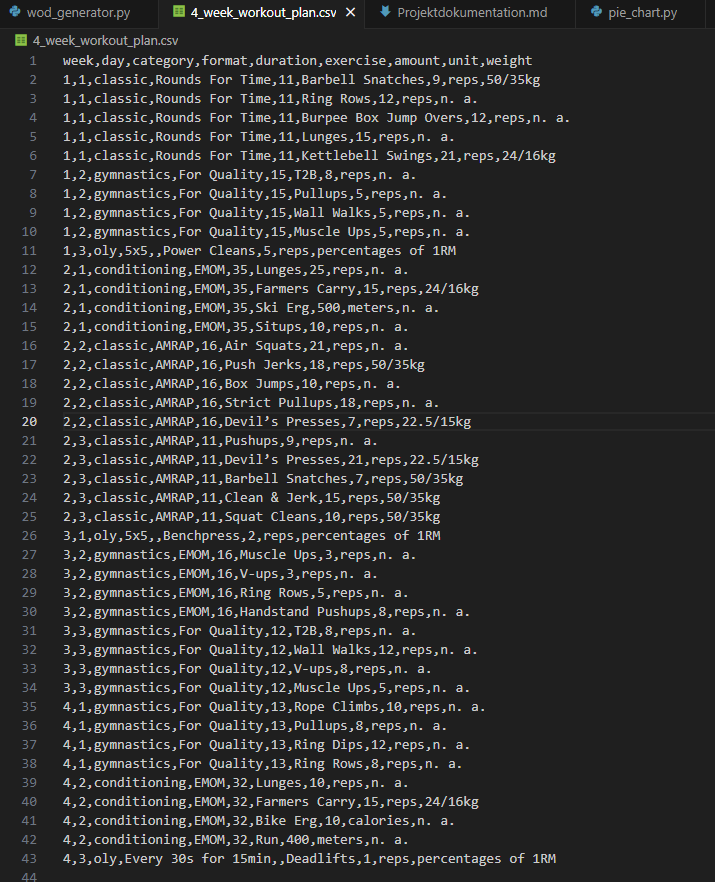 wod_generator.py 4_week_workout_plan.csv Projektdokumentation.md pie_chart.py
4_week_workout_plan.csv
1 week,day,category,format,duration,exercise,amount,unit,weight
2 1,1,classic,Rounds For Time,11,Barbell Snatches,9,reps,50/35kg
3 1,1,classic,Rounds For Time,11,Ring Rows,12,reps,n. a.
4 1,1,classic,Rounds For Time,11,Burpee Box Jump Overs,12,reps,n. a.
5 1,1,classic,Rounds For Time,11,Lunges,15,reps,n. a.
6 1,1,classic,Rounds For Time,11,Kettlebell Swings,21,reps,24/16kg
7 1,2,gymnastics,For Quality,15,T2B,8,reps,n. a.
8 1,2,gymnastics,For Quality,15,Pullups,5,reps,n. a.
9 1,2,gymnastics,For Quality,15,Wall Walks,5,reps,n. a.
10 1,2,gymnastics,For Quality,15,Muscle Ups,5,reps,n. a.
11 1,3,oly,5x5,,Power Cleans,5,reps,percentages of 1RM
12 2,1,conditioning,EMOM,35,Lunges,25,reps,n. a.
13 2,1,conditioning,EMOM,35,Farmers Carry,15,reps,24/16kg
14 2,1,conditioning,EMOM,35,Ski Erg,500,meters,n. a.
15 2,1,conditioning,EMOM,35,Situps,10,reps,n. a.
16 2,2,classic,AMRAP,16,Air Squats,21,reps,n. a.
17 2,2,classic,AMRAP,16,Push Jerks,18,reps,50/35kg
18 2,2,classic,AMRAP,16,Box Jumps,10,reps,n. a.
19 2,2,classic,AMRAP,16,Strict Pullups,18,reps,n. a.
20 2,2,classic,AMRAP,16,Devil’s Presses,7,reps,22.5/15kg
21 2,3,classic,AMRAP,11,Pushups,9,reps,n. a.
22 2,3,classic,AMRAP,11,Devil’s Presses,21,reps,22.5/15kg
23 2,3,classic,AMRAP,11,Barbell Snatches,7,reps,50/35kg
24 2,3,classic,AMRAP,11,Clean & Jerk,15,reps,50/35kg
25 2,3,classic,AMRAP,11,Squat Cleans,10,reps,50/35kg
26 3,1,oly,5x5,,Benchpress,2,reps,percentages of 1RM
27 3,2,gymnastics,EMOM,16,Muscle Ups,3,reps,n. a.
28 3,2,gymnastics,EMOM,16,V-ups,3,reps,n. a.
29 3,2,gymnastics,EMOM,16,Ring Rows,5,reps,n. a.
30 3,2,gymnastics,EMOM,16,Handstand Pushups,8,reps,n. a.
31 3,3,gymnastics,For Quality,12,T2B,8,reps,n. a.
32 3,3,gymnastics,For Quality,12,Wall Walks,12,reps,n. a.
33 3,3,gymnastics,For Quality,12,V-ups,8,reps,n. a.
34 3,3,gymnastics,For Quality,12,Muscle Ups,5,reps,n. a.
35 4,1,gymnastics,For Quality,13,Rope Climbs,10,reps,n. a.
36 4,1,gymnastics,For Quality,13,Pullups,8,reps,n. a.
37 4,1,gymnastics,For Quality,13,Ring Dips,12,reps,n. a.
38 4,1,gymnastics,For Quality,13,Ring Rows,8,reps,n. a.
39 4,2,conditioning,EMOM,32,Lunges,10,reps,n. a.
40 4,2,conditioning,EMOM,32,Farmers Carry,15,reps,24/16kg
41 4,2,conditioning,EMOM,32,Bike Erg,10,calories,n. a.
42 4,2,conditioning,EMOM,32,Run,400,meters,n. a.
43 4,3,oly,Every 30s for 15min,,Deadlifts,1,reps,percentages of 1RM
44